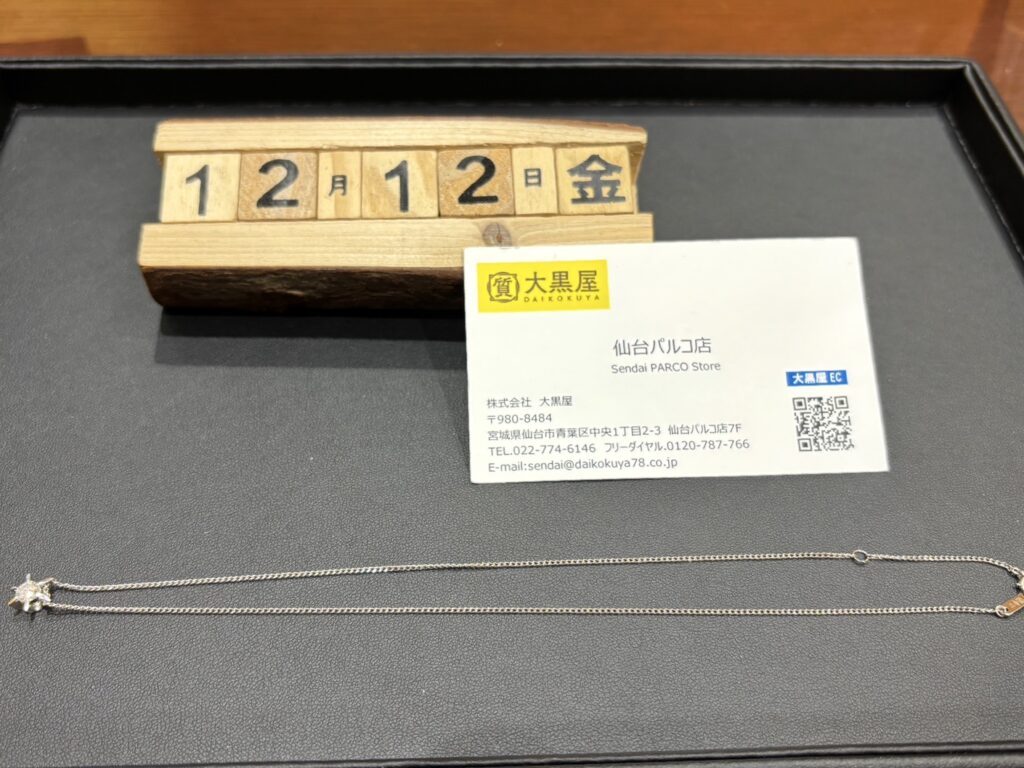 12月12日金
質 大黒屋
DAIKOKUYA
仙台パルコ店
Sendai PARCO Store
大黒屋 EC
株式会社 大黒屋
〒980-8484
宮城県仙台市青葉区中央1丁目2-3 仙台パルコ店7F
TEL.022-774-6146 フリーダイヤル.0120-787-766
E-mail:sendai@daikokuya78.co.jp